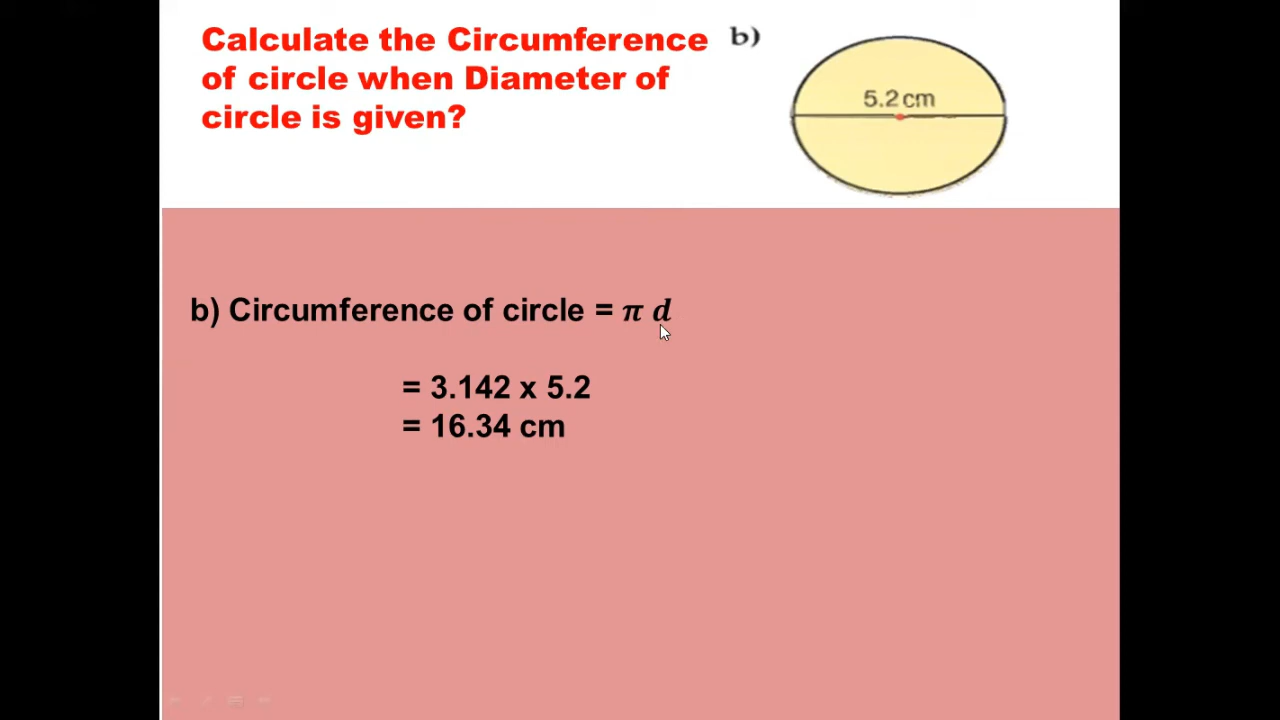 Calculate the Circumference
of circle when Diameter of
circle is given?
b)
5.2 cm
b) Circumference of circle = π d
= 3.142 x 5.2
= 16.34 cm